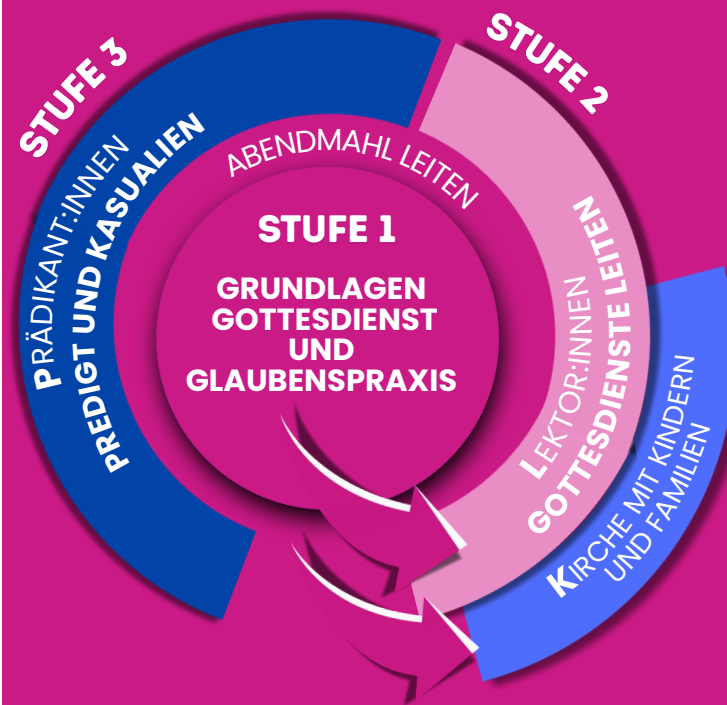 STUFE 3
PRÄDIKANT:INNEN
PREDIGT UND KASUALIEN
ABENDMAHL LEITEN
STUFE 1
GRUNDLAGEN
GOTTESDIENST
UND
GLAUBENSPRAXIS
STUFE 2
LEKTOR:INNEN
GOTTESDIENSTE LEITEN
KIRCHE MIT KINDERN
UND FAMILIEN